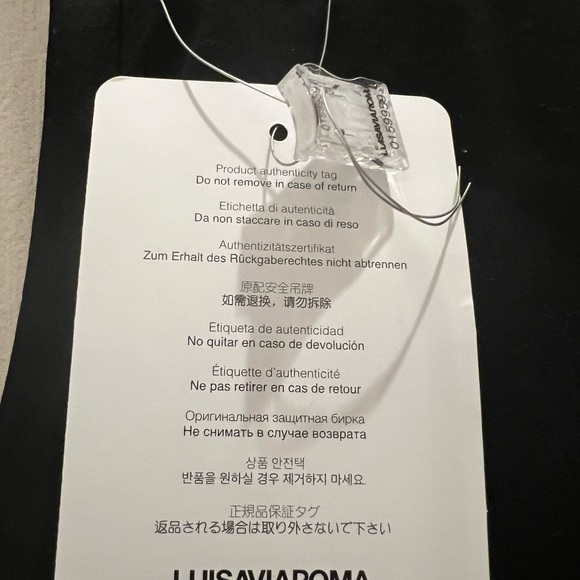 LUISAVIAROMA
Product authenticity tag
Do not remove in case of return
Etichetta di autenticità
Da non staccare in caso di reso
Authentizitätszertifikat
Zum Erhalt des Rückgaberechtes nicht abtrennen
原配安全吊牌
如需退换，请勿拆除
Etiqueta de autenticidad
No quitar en caso de devolución
Étiquette d'authenticité
Ne pas retirer en cas de retour
Оригинальная защитная бирка
Не снимать в случае возврата
상품 안전택
반품을 원하실 경우 제거하지 마세요.
正規品保証タグ
返品される場合は取り外さないで下さい
LUISAVIAROMA